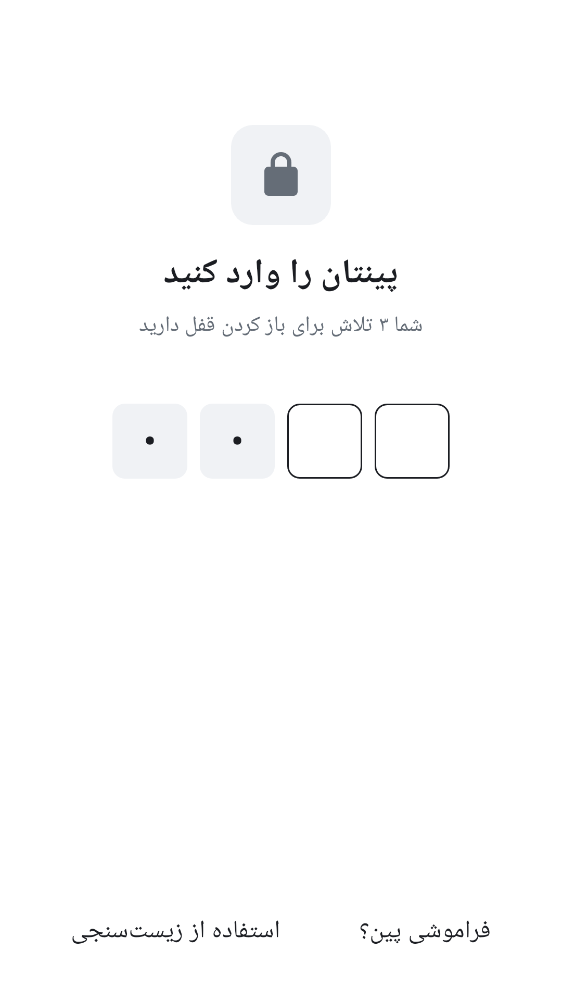 پینتان را وارد کنید
شما ۳ تلاش برای باز کردن قفل دارید
فراموشی پین؟
استفاده از زیست‌سنجی